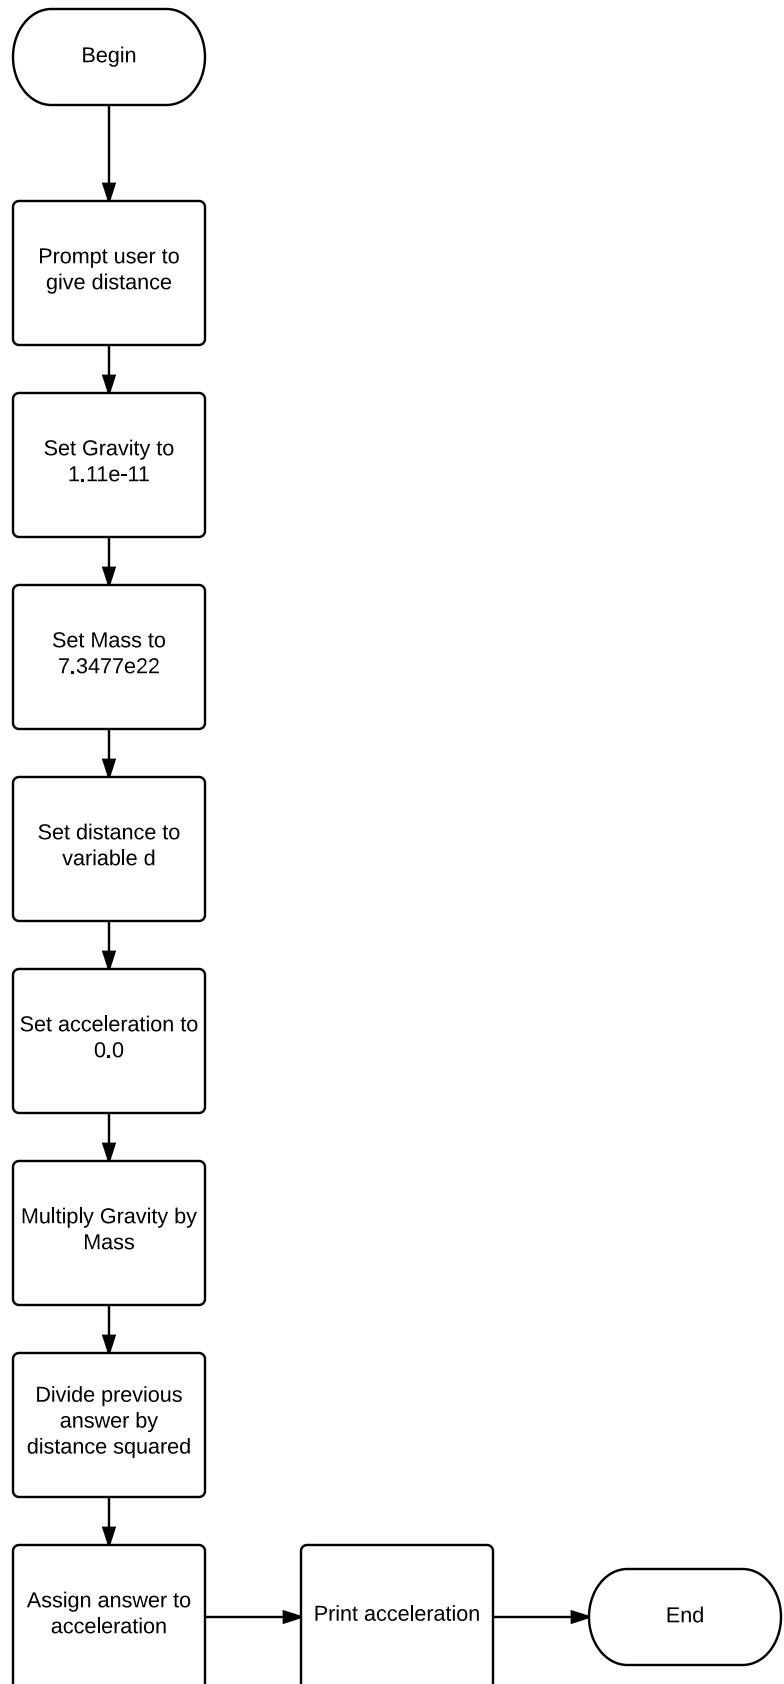 Begin
Prompt user to
give distance
Set Gravity to
1.11e-11
Set Mass to
7.3477e22
Set distance to
variable d
Set acceleration to
0.0
Multiply Gravity by
Mass
Divide previous
answer by
distance squared
Assign answer to
acceleration
Print acceleration
End